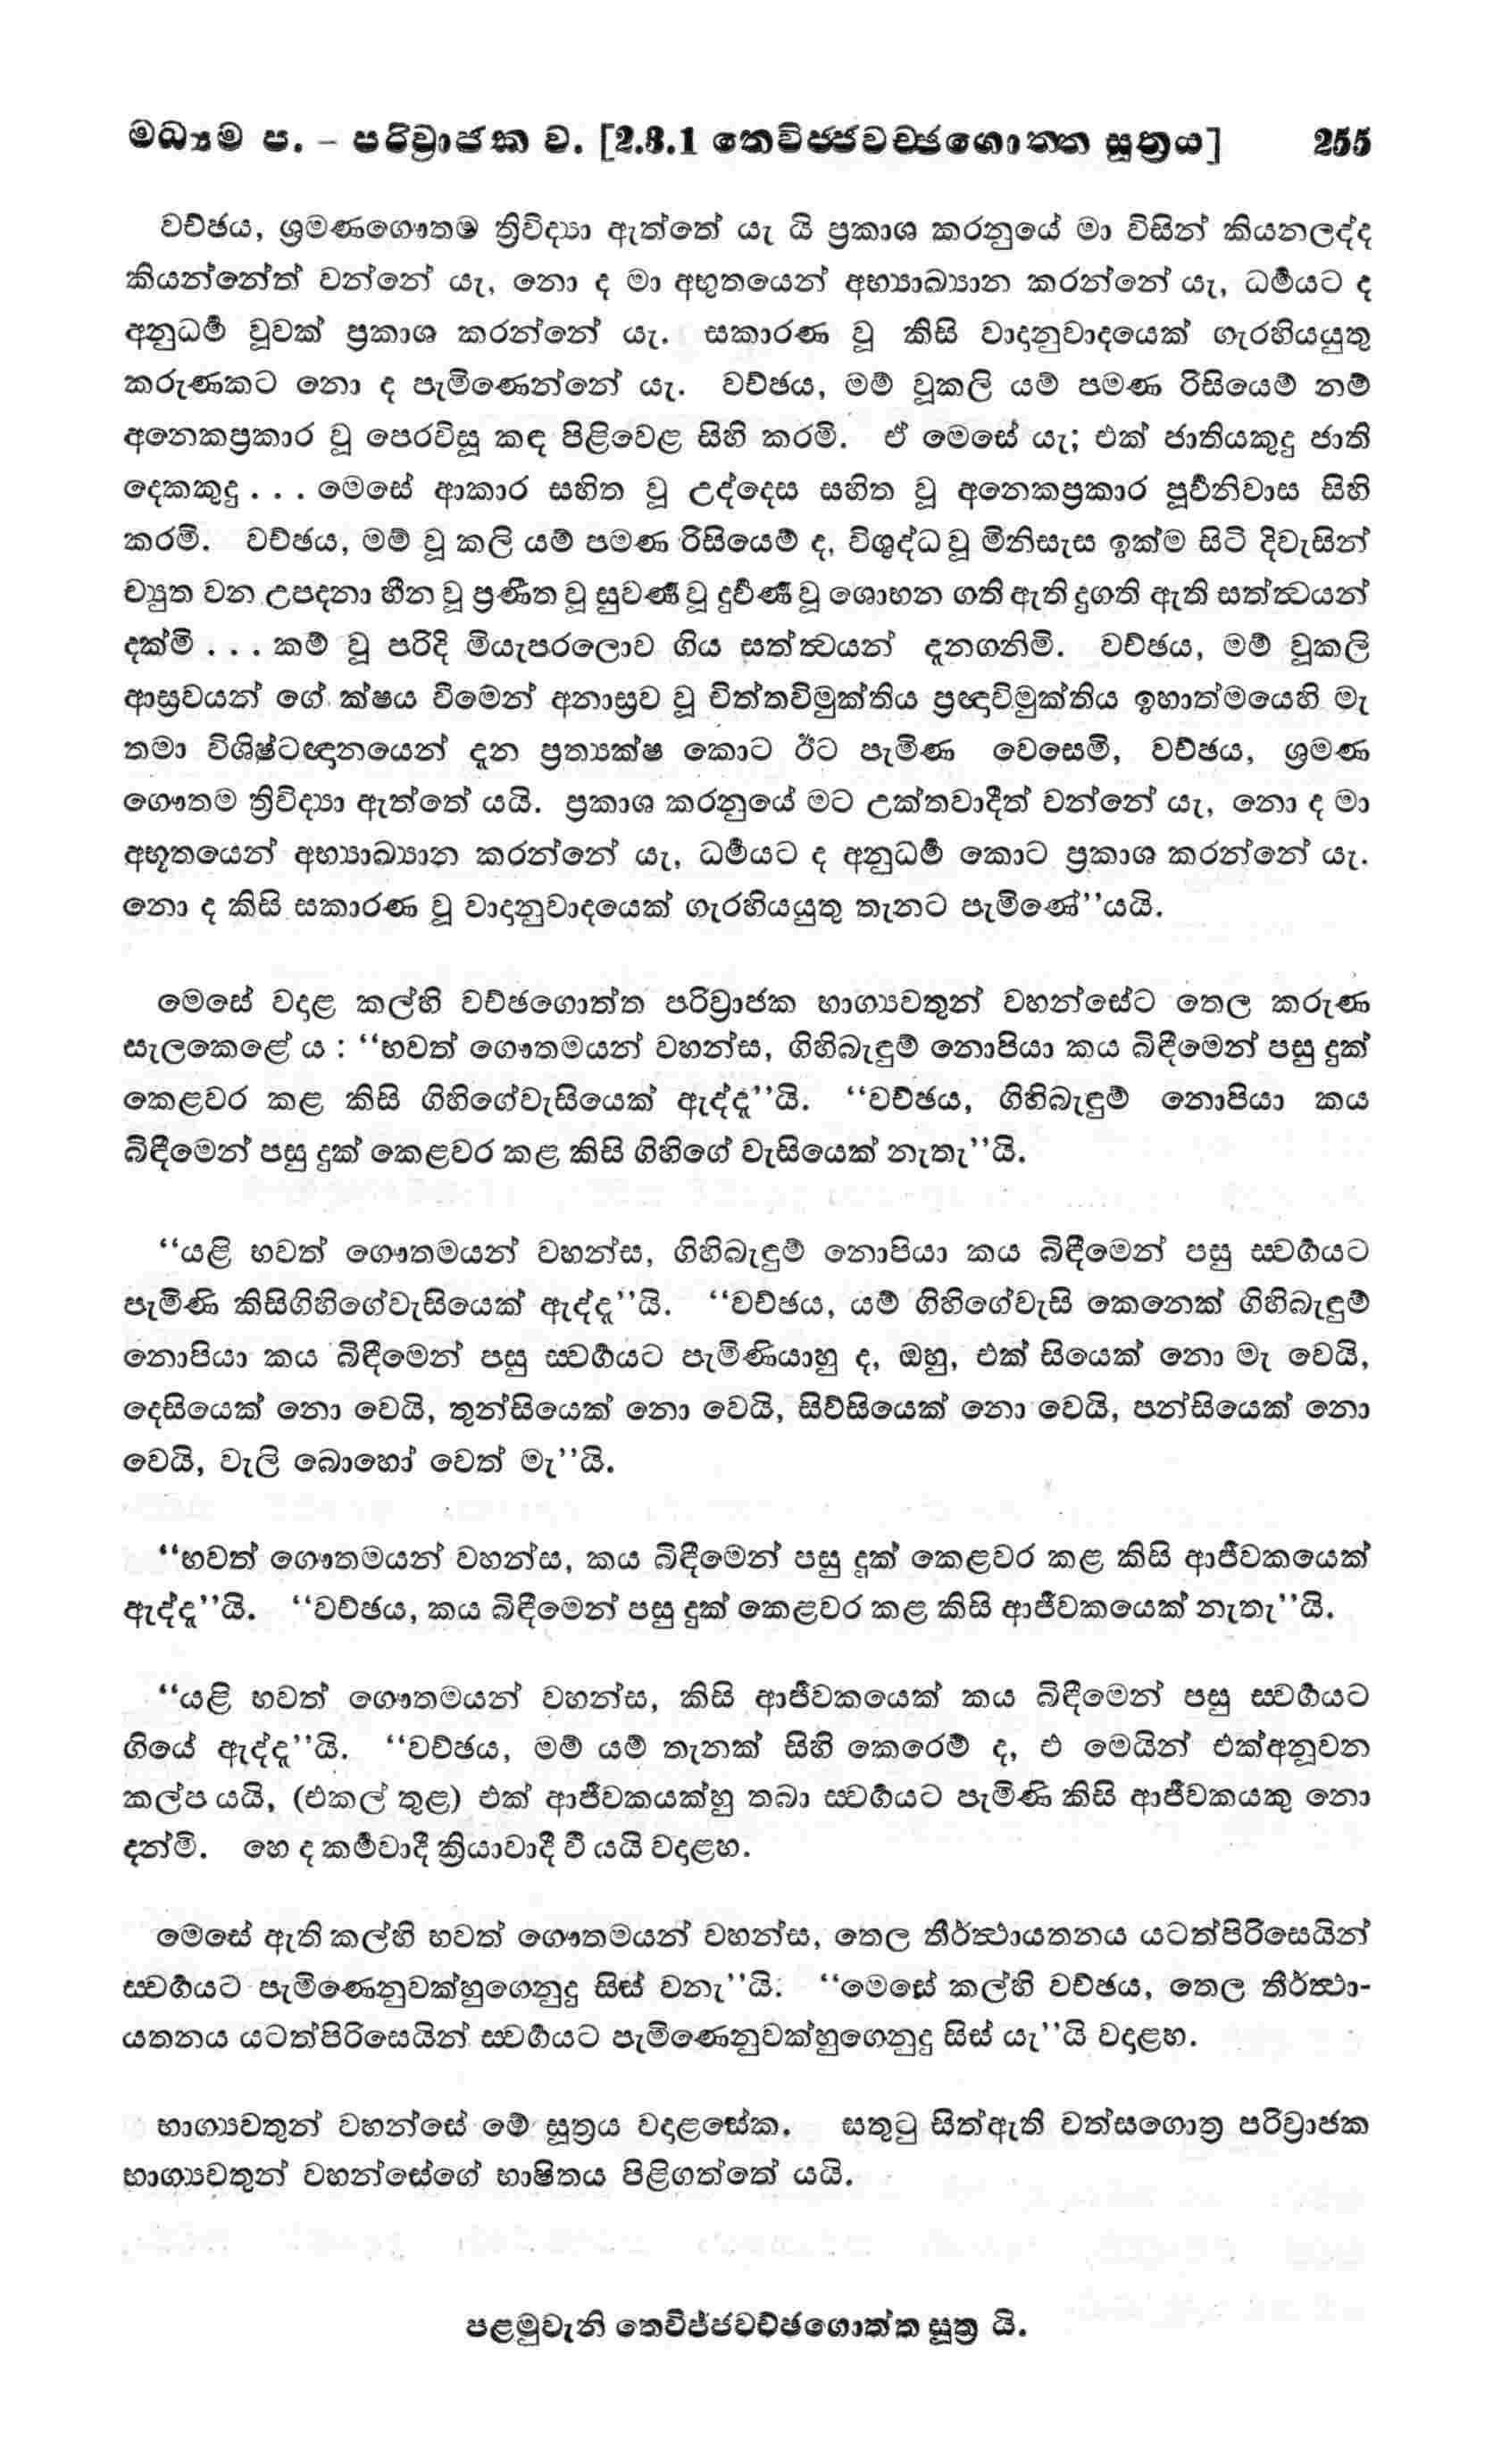 මධ්‍යම ප. – පරිව්‍රාජක ව. [2.3.1 තෙවිජ්ජවච්ඡගොත්ත සූත්‍රය] 255
වච්ඡය, ශ්‍රමණගෞතම ත්‍රිවිද්‍යා ඇත්තේ යැ යි ප්‍රකාශ කරනුයේ මා විසින් කියනලද්ද
කියන්නේත් වන්නේ යැ, නො ද මා අභුතයෙන් අභ්‍යාඛ්‍යාන කරන්නේ යැ, ධර්‍මයට ද
අනුධර්‍ම වූවක් ප්‍රකාශ කරන්නේ යැ. සකාරණ වූ කිසි වාදානුවාදයෙක් ගැරහියයුතු
කරුණකට නො ද පැමිණෙන්නේ යැ. වච්ඡය, මම් වූකලි යම් පමණ රිසියෙම් නම්
අනෙකප්‍රකාර වූ පෙරවිසූ කඳ පිළිවෙළ සිහි කරමි. ඒ මෙසේ යැ; එක් ජාතියකුදු ජාති
දෙකකුදු . . . මෙසේ ආකාර සහිත වූ උද්දෙස සහිත වූ අනෙකප්‍රකාර පූර්‍වනිවාස සිහි
කරමි. වච්ඡය, මම් වූ කලි යම් පමණ රිසියෙම් ද, විශුද්ධ වූ මිනිසැස ඉක්ම සිටි දිවැසින්
ච්‍යුත වන උපදනා හීන වූ ප්‍රණීත වූ සුවර්‍ණ වූ දුර්‍වර්‍ණ වූ ශොභන ගති ඇති දුගති ඇති සත්ත්‍වයන්
දක්මි . . . කම් වූ පරිදි මියැපරලොව ගිය සත්ත්‍වයන් දැනගනිමි. වච්ඡය, මම් වූකලි
ආස්‍රවයන් ගේ ක්ෂය වීමෙන් අනාස්‍රව වූ චිත්තවිමුක්තිය ප්‍රඥාවිමුක්තිය ඉහාත්මයෙහි මැ
තමා විශිෂ්ටඥානයෙන් දැන ප්‍රත්‍යක්ෂ කොට ඊට පැමිණ වෙසෙමි, වච්ඡය, ශ්‍රමණ
ගෞතම ත්‍රිවිද්‍යා ඇත්තේ යයි. ප්‍රකාශ කරනුයේ මට උක්තවාදීත් වන්නේ යැ, නො ද මා
අභූතයෙන් අභ්‍යාඛ්‍යාන කරන්නේ යැ, ධර්‍මයට ද අනුධර්‍ම කොට ප්‍රකාශ කරන්නේ යැ.
නො ද කිසි සකාරණ වූ වාදානුවාදයෙක් ගැරහියයුතු තැනට පැමිණේ’’යයි.
මෙසේ වදාළ කල්හි වච්ඡගොත්ත පරිව්‍රාජක භාග්‍යවතුන් වහන්සේට තෙල කරුණ
සැලකෙළේ ය : ‘‘භවත් ගෞතමයන් වහන්ස, ගිහිබැඳුම් නොපියා කය බිඳීමෙන් පසු දුක්
කෙළවර කළ කිසි ගිහිගේවැසියෙක් ඇද්දැ’’යි. ‘‘වච්ඡය, ගිහිබැඳුම් නොපියා කය
බිඳීමෙන් පසු දුක් කෙළවර කළ කිසි ගිහිගේ වැසියෙක් නැතැ’’යි.
‘‘යළි භවත් ගෞතමයන් වහන්ස, ගිහිබැඳුම් නොපියා කය බිඳීමෙන් පසු ස්‍වර්‍ගයට
පැමිණි කිසිගිහිගේවැසියෙක් ඇද්දැ’’යි. ‘‘වච්ඡය, යම් ගිහිගේවැසි කෙනෙක් ගිහිබැඳුම්
නොපියා කය බිඳීමෙන් පසු ස්‍වර්‍ගයට පැමිණියාහු ද, ඔහු, එක් සියෙක් නො මැ වෙයි,
දෙසියෙක් නො වෙයි, තුන්සියෙක් නො වෙයි, සිව්සියෙක් නො වෙයි, පන්සියෙක් නො
වෙයි, වැලි බොහෝ වෙත් මැ’’යි.
‘‘භවත් ගෞතමයන් වහන්ස, කය බිඳීමෙන් පසු දුක් කෙළවර කළ කිසි ආජීවකයෙක්
ඇද්දැ’’යි. ‘‘වච්ඡය, කය බිඳීමෙන් පසු දුක් කෙළවර කළ කිසි ආජීවකයෙක් නැතැ’’යි.
‘‘යළි භවත් ගෞතමයන් වහන්ස, කිසි ආජීවකයෙක් කය බිඳීමෙන් පසු ස්‍වර්‍ගයට
ගියේ ඇද්දැ’’යි. ‘‘වච්ඡය, මම් යම් තැනක් සිහි කෙරෙම් ද, එ මෙයින් එක්අනූවන
කල්ප යයි, (එකල් තුළ) එක් ආජීවකයක්හු තබා ස්‍වර්‍ගයට පැමිණි කිසි ආජීවකයකු නො
දන්මි. හෙ ද කර්‍මවාදී ක්‍රියාවාදී වී යයි වදාළහ.
මෙසේ ඇති කල්හි භවත් ගෞතමයන් වහන්ස, තෙල තීර්ත්‍ථායතනය යටත්පිරිසෙයින්
ස්‍වර්‍ගයට පැමිණෙනුවක්හුගෙනුදු සිස් වනැ’’යි. ‘‘මෙසේ කල්හි වච්ඡය, තෙල තීර්ත්‍ථා-
යතනය යටත්පිරිසෙයින් ස්‍වර්‍ගයට පැමිණෙනුවක්හුගෙනුදු සිස් යැ’’යි වදාළහ.
භාග්‍යවතුන් වහන්සේ මේ සූත්‍රය වදාළසේක. සතුටු සිත්ඇති වත්සගොත්‍ර පරිව්‍රාජක
භාග්‍යවතුන් වහන්සේගේ භාෂිතය පිළිගත්තේ යයි.
පළමුවැනි තෙවිජ්ජවච්ඡගොත්ත සූත්‍ර යි.